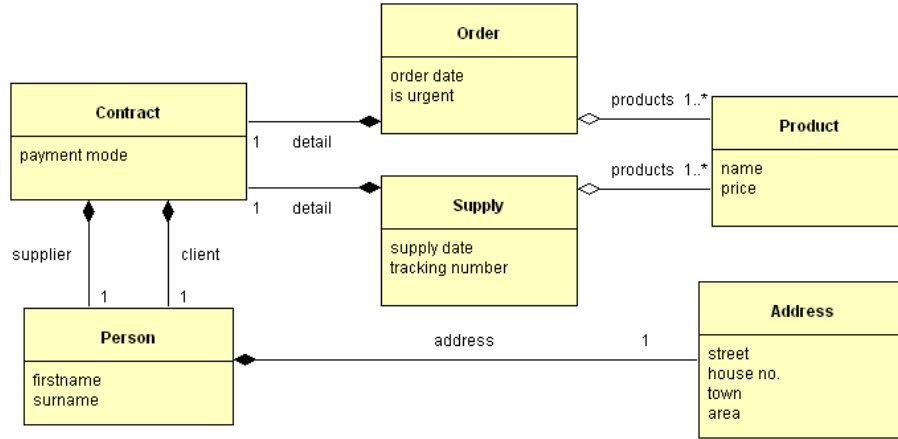 Order
order date
is urgent
Contract
payment mode
1 detail
products 1..*
Product
name
price
products 1..*
1 detail
Supply
supply date
tracking number
supplier
client
1
1
Person
firstname
surname
address
1
Address
street
house no.
town
area